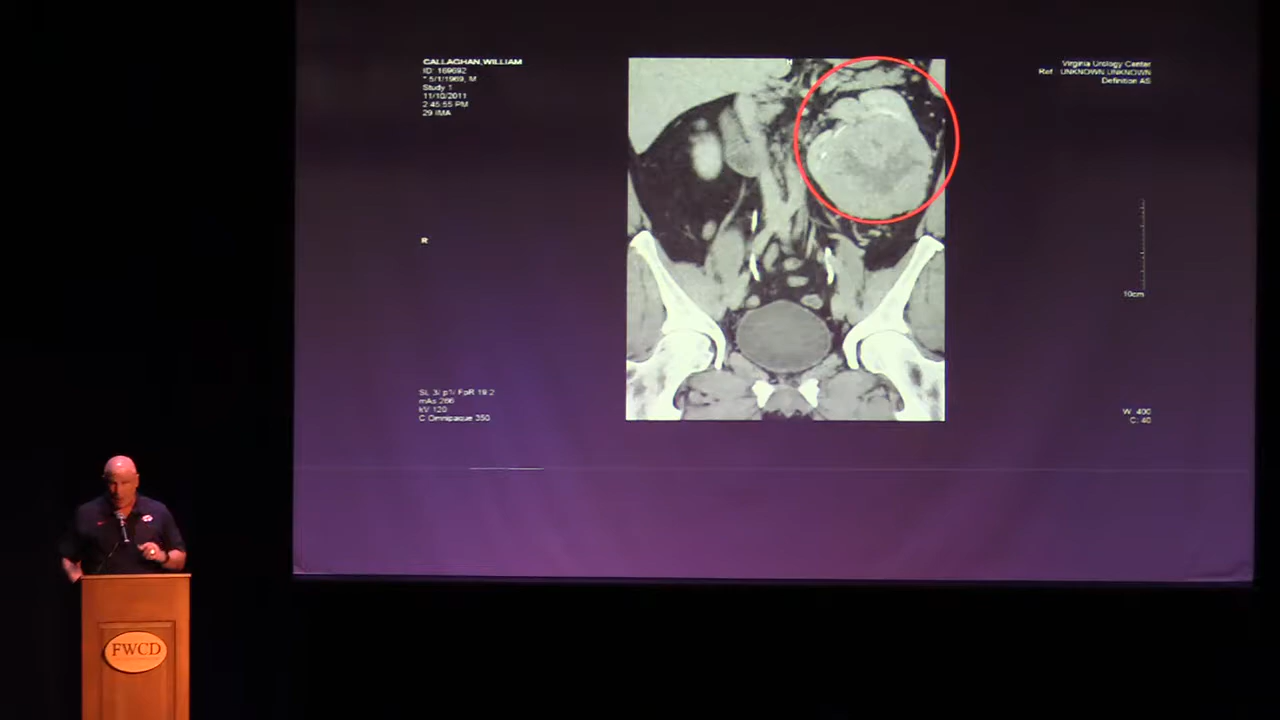 CALLAGHAN,WILLIAM
ID: 169692
* 5/1/1969, M
Study 1
11/10/2011
2:45:55 PM
29 IMA
H
Virginia Urology Center
Ref. UNKNOWN UNKNOWN
Definition AS
R
10cm
SL 3/ p1/ FpR 19.2
mAs 266
kV 120
C Omnipaque 350
W: 400
C: 40
FWCD